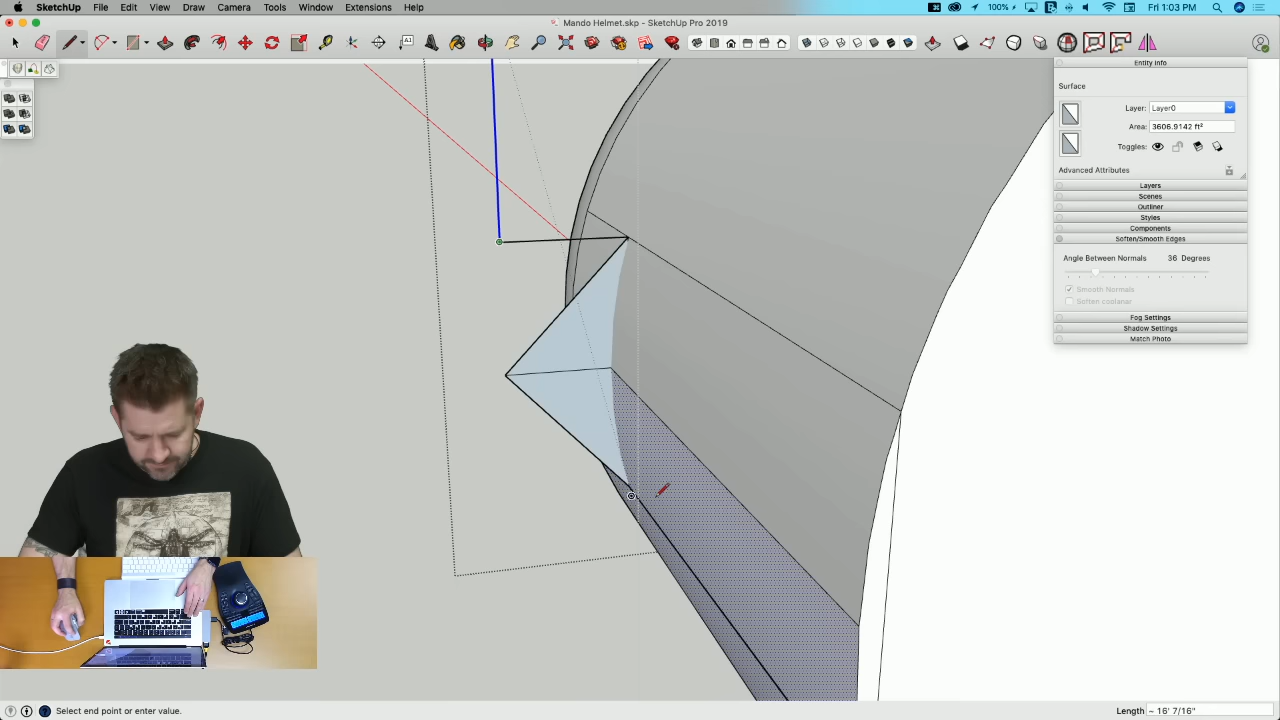 SketchUp File Edit View Draw Camera Tools Window Extensions Help
100% Fri 1:03 PM
Mando Helmet.skp - SketchUp Pro 2019
Entity Info
Surface
Layer: Layer0
Area: 3606.9142 ft²
Toggles:
Advanced Attributes
Layers
Scenes
Outliner
Styles
Components
Soften/Smooth Edges
Angle Between Normals 36 Degrees
Smooth Normals
Soften coplanar
Fog Settings
Shadow Settings
Match Photo
Select end point or enter value.
Length ~ 16' 7/16"